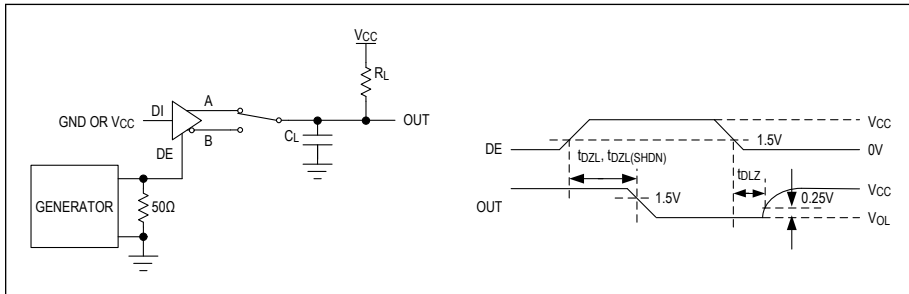 VCC
RL
GND OR VCC
DI
A
B
DE
CL
OUT
GENERATOR
50Ω
DE
1.5V
VCC
0V
tDZL, tDZL(SHDN)
tDLZ
OUT
1.5V
VCC
0.25V
VOL